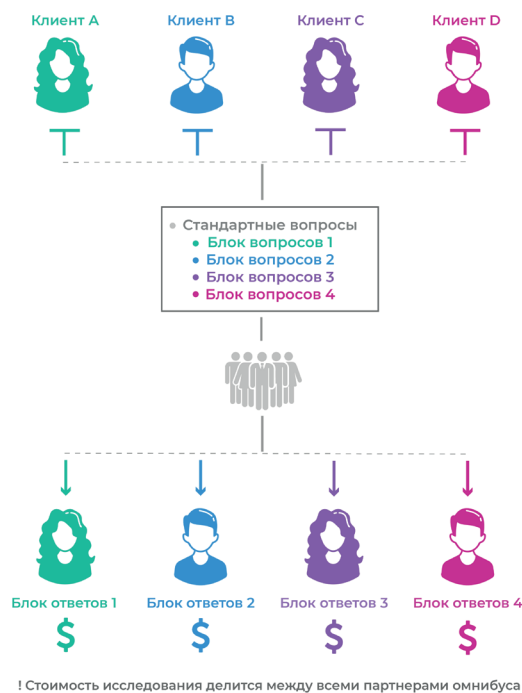 Клиент A
Клиент B
Клиент C
Клиент D
Стандартные вопросы
Блок вопросов 1
Блок вопросов 2
Блок вопросов 3
Блок вопросов 4
Блок ответов 1
Блок ответов 2
Блок ответов 3
Блок ответов 4
$ $ $ $
! Стоимость исследования делится между всеми партнерами омнибуса